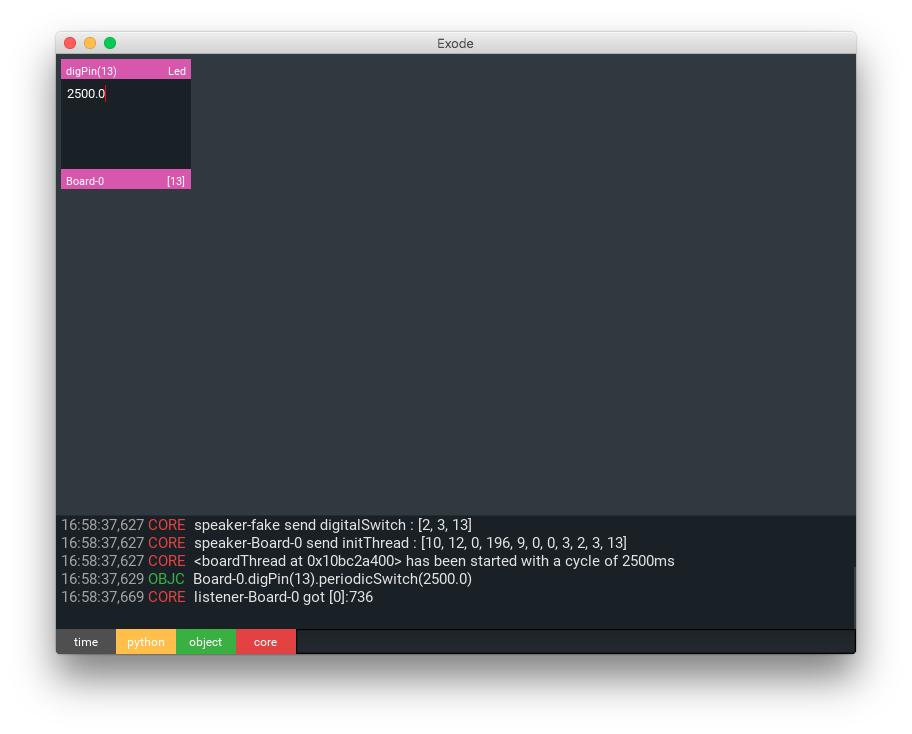 Exode
digPin(13) Led
2500.0
Board-0 [13]
16:58:37,627 CORE speaker-fake send digitalSwitch : [2, 3, 13]
16:58:37,627 CORE speaker-Board-0 send initThread : [10, 12, 0, 196, 9, 0, 0, 3, 2, 3, 13]
16:58:37,627 CORE <boardThread at 0x10bc2a400> has been started with a cycle of 2500ms
16:58:37,629 OBJC Board-0.digPin(13).periodicSwitch(2500.0)
16:58:37,669 CORE listener-Board-0 got [0]:736
time python object core